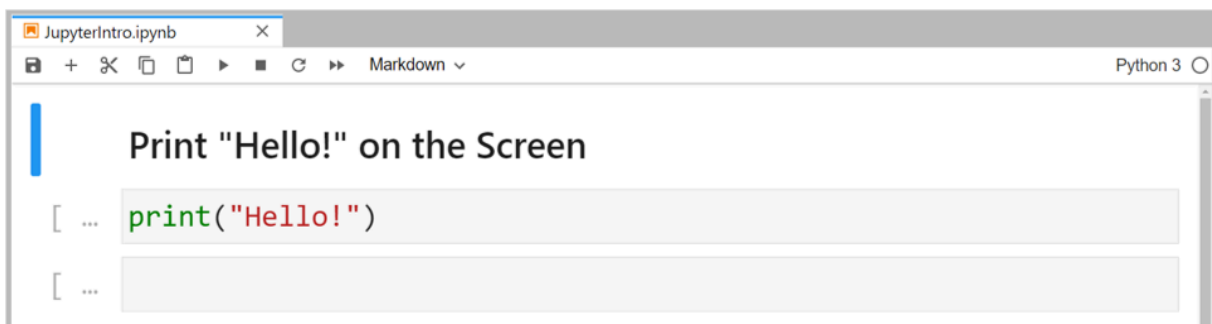 JupyterIntro.ipynb
Markdown Python 3
Print "Hello!" on the Screen
[ … print("Hello!")
[ …